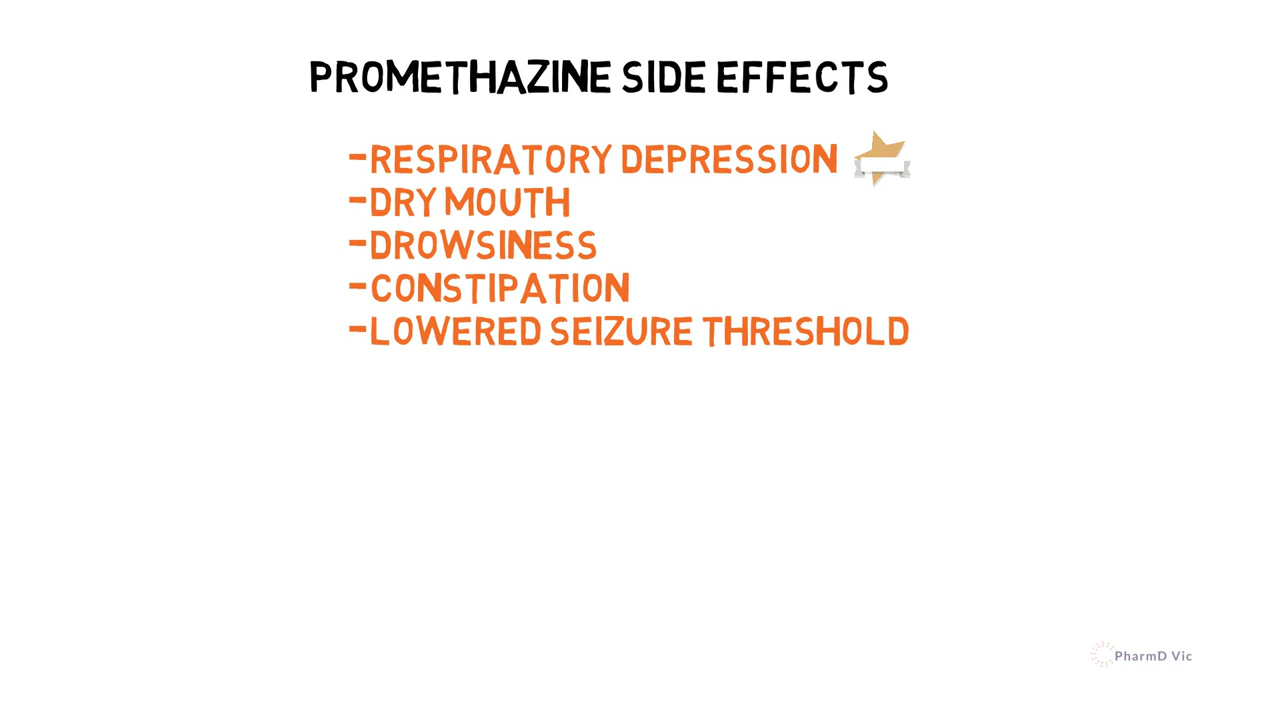 PROMETHAZINE SIDE EFFECTS
-RESPIRATORY DEPRESSION
-DRY MOUTH
-DROWSINESS
-CONSTIPATION
-LOWERED SEIZURE THRESHOLD
PharmD Vic